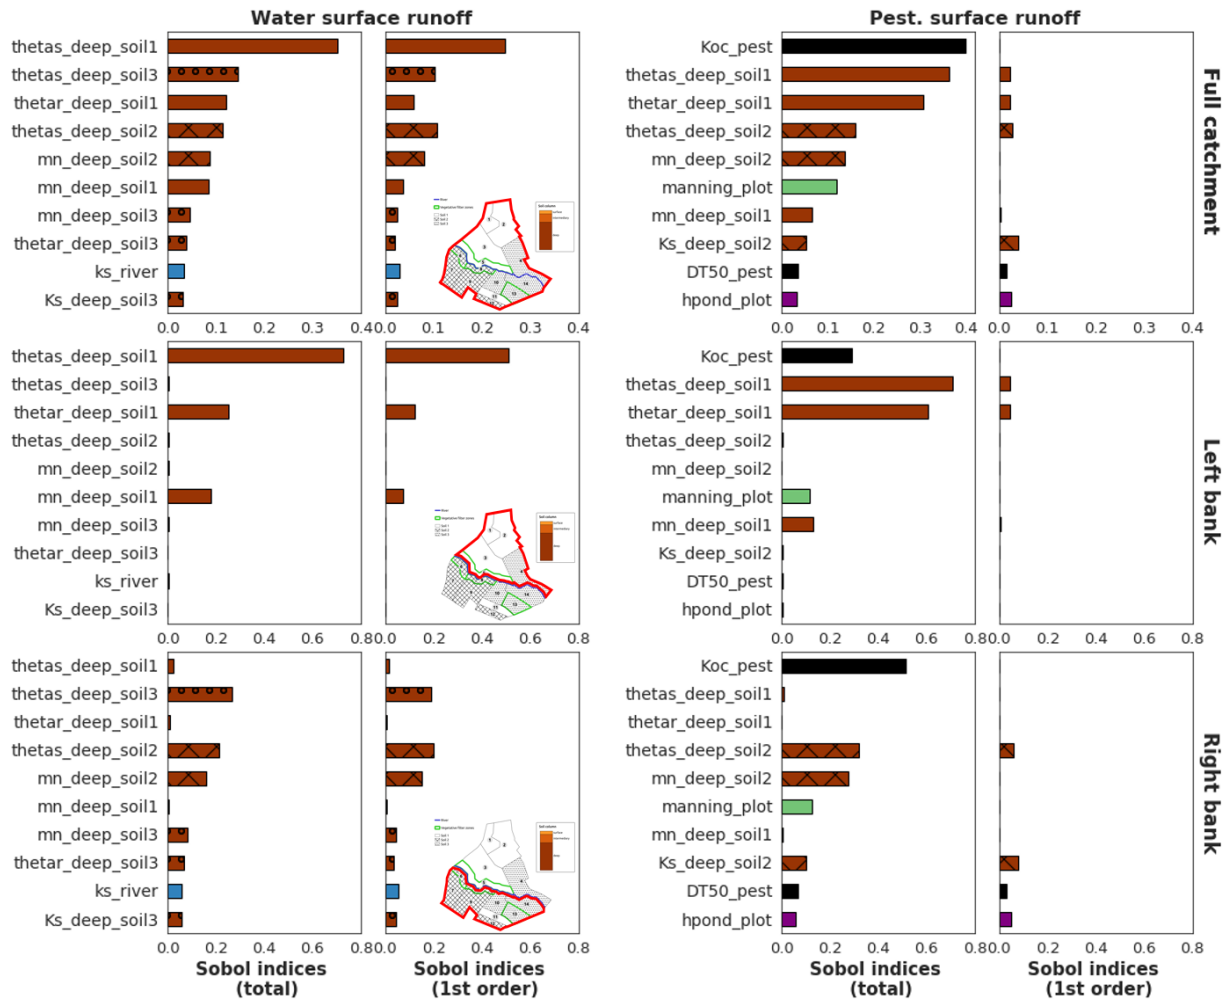 Water surface runoff
Pest. surface runoff
thetas_deep_soil1
thetas_deep_soil3
thetar_deep_soil1
thetas_deep_soil2
mn_deep_soil2
mn_deep_soil1
mn_deep_soil3
thetar_deep_soil3
ks_river
Ks_deep_soil3
0.0 0.1 0.2 0.3 0.4
0.0 0.1 0.2 0.3 0.4
Koc_pest
thetas_deep_soil1
thetar_deep_soil1
thetas_deep_soil2
mn_deep_soil2
manning_plot
mn_deep_soil1
Ks_deep_soil2
DT50_pest
hpond_plot
0.0 0.1 0.2 0.3 0.4
0.0 0.1 0.2 0.3 0.4
Full catchment
thetas_deep_soil1
thetas_deep_soil3
thetar_deep_soil1
thetas_deep_soil2
mn_deep_soil2
mn_deep_soil1
mn_deep_soil3
thetar_deep_soil3
ks_river
Ks_deep_soil3
0.0 0.2 0.4 0.6 0.8
0.0 0.2 0.4 0.6 0.8
Koc_pest
thetas_deep_soil1
thetar_deep_soil1
thetas_deep_soil2
mn_deep_soil2
manning_plot
mn_deep_soil1
Ks_deep_soil2
DT50_pest
hpond_plot
0.0 0.2 0.4 0.6 0.8
0.0 0.2 0.4 0.6 0.8
Left bank
thetas_deep_soil1
thetas_deep_soil3
thetar_deep_soil1
thetas_deep_soil2
mn_deep_soil2
mn_deep_soil1
mn_deep_soil3
thetar_deep_soil3
ks_river
Ks_deep_soil3
0.0 0.2 0.4 0.6 0.8
0.0 0.2 0.4 0.6 0.8
Koc_pest
thetas_deep_soil1
thetar_deep_soil1
thetas_deep_soil2
mn_deep_soil2
manning_plot
mn_deep_soil1
Ks_deep_soil2
DT50_pest
hpond_plot
0.0 0.2 0.4 0.6 0.8
0.0 0.2 0.4 0.6 0.8
Right bank
Sobol indices
(total)
Sobol indices
(1st order)
Sobol indices
(total)
Sobol indices
(1st order)